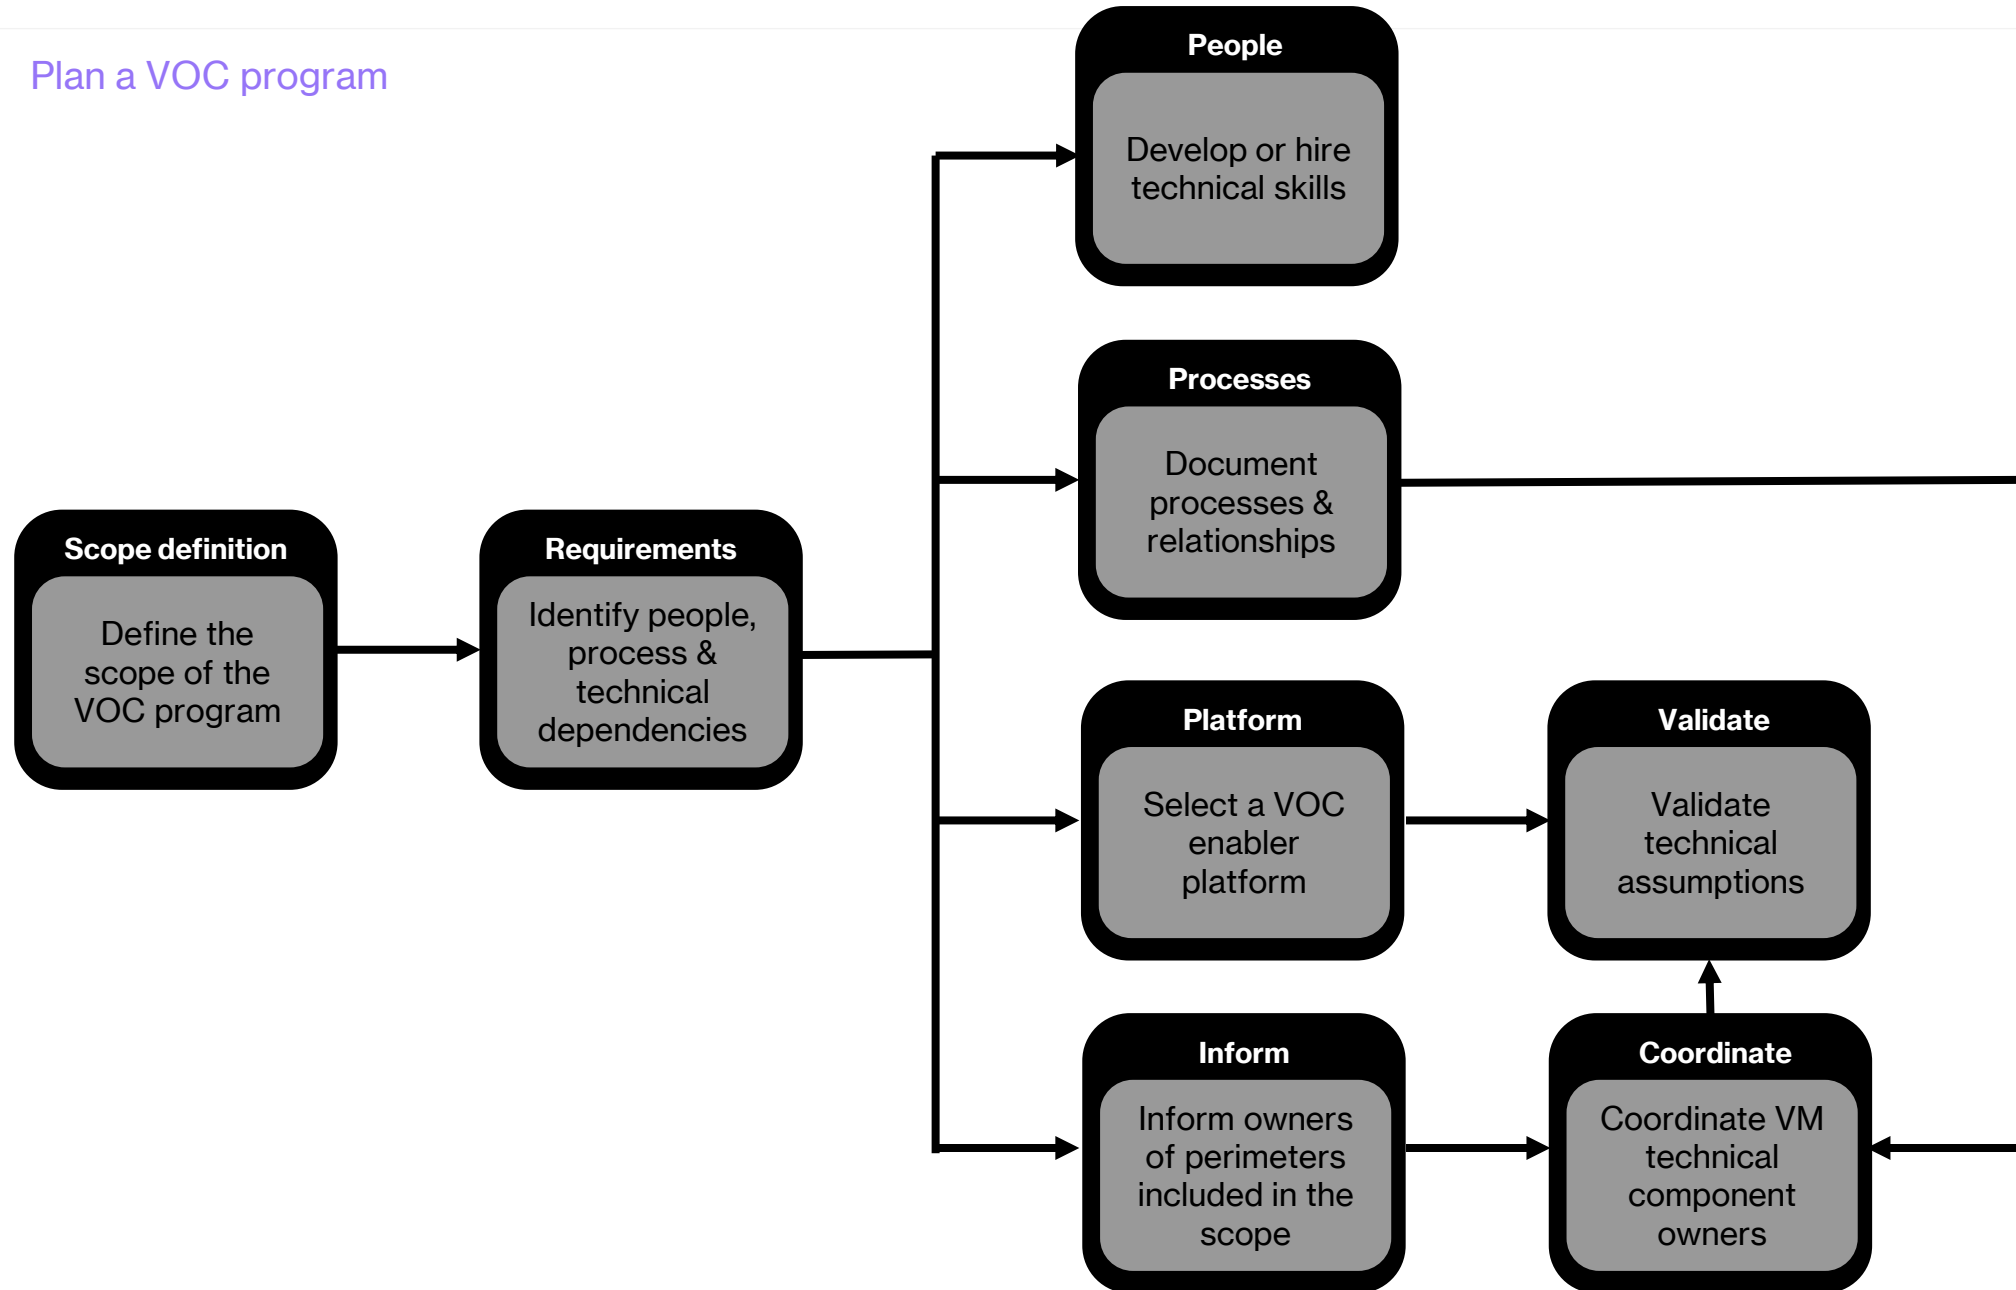 Plan a VOC program
People
Develop or hire
technical skills
Processes
Document
processes &
relationships
Scope definition
Define the
scope of the
VOC program
Requirements
Identify people,
process &
technical
dependencies
Platform
Select a VOC
enabler
platform
Validate
Validate
technical
assumptions
Inform
Inform owners
of perimeters
included in the
scope
Coordinate
Coordinate VM
technical
component
owners